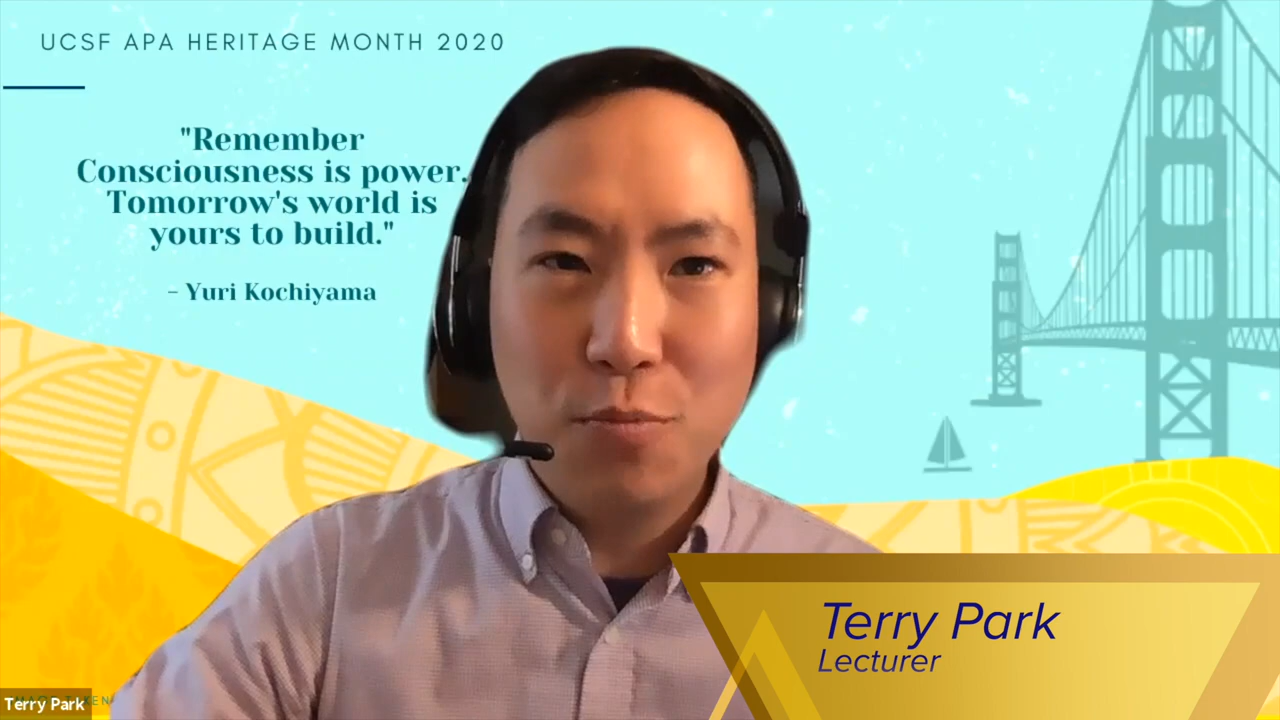 UCSF APA HERITAGE MONTH 2020
"Remember
Consciousness is power.
Tomorrow's world is
yours to build."
- Yuri Kochiyama
Terry Park
Lecturer
Terry Park